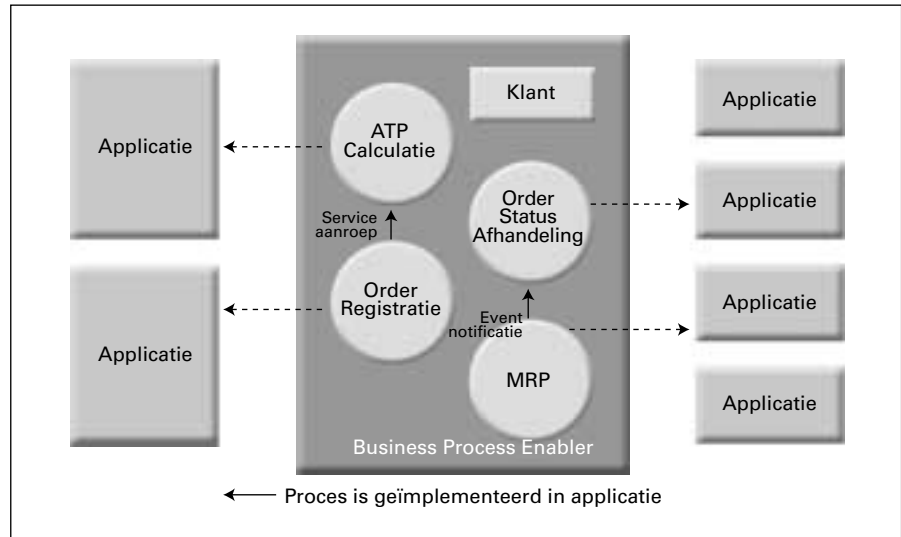 Applicatie
Applicatie
ATP
Calculatie
Service
aanroep
Order
Registratie
Klant
Order
Status
Afhandeling
Event
notificatie
MRP
Business Process Enabler
Applicatie
Applicatie
Applicatie
Applicatie
Proces is geïmplementeerd in applicatie